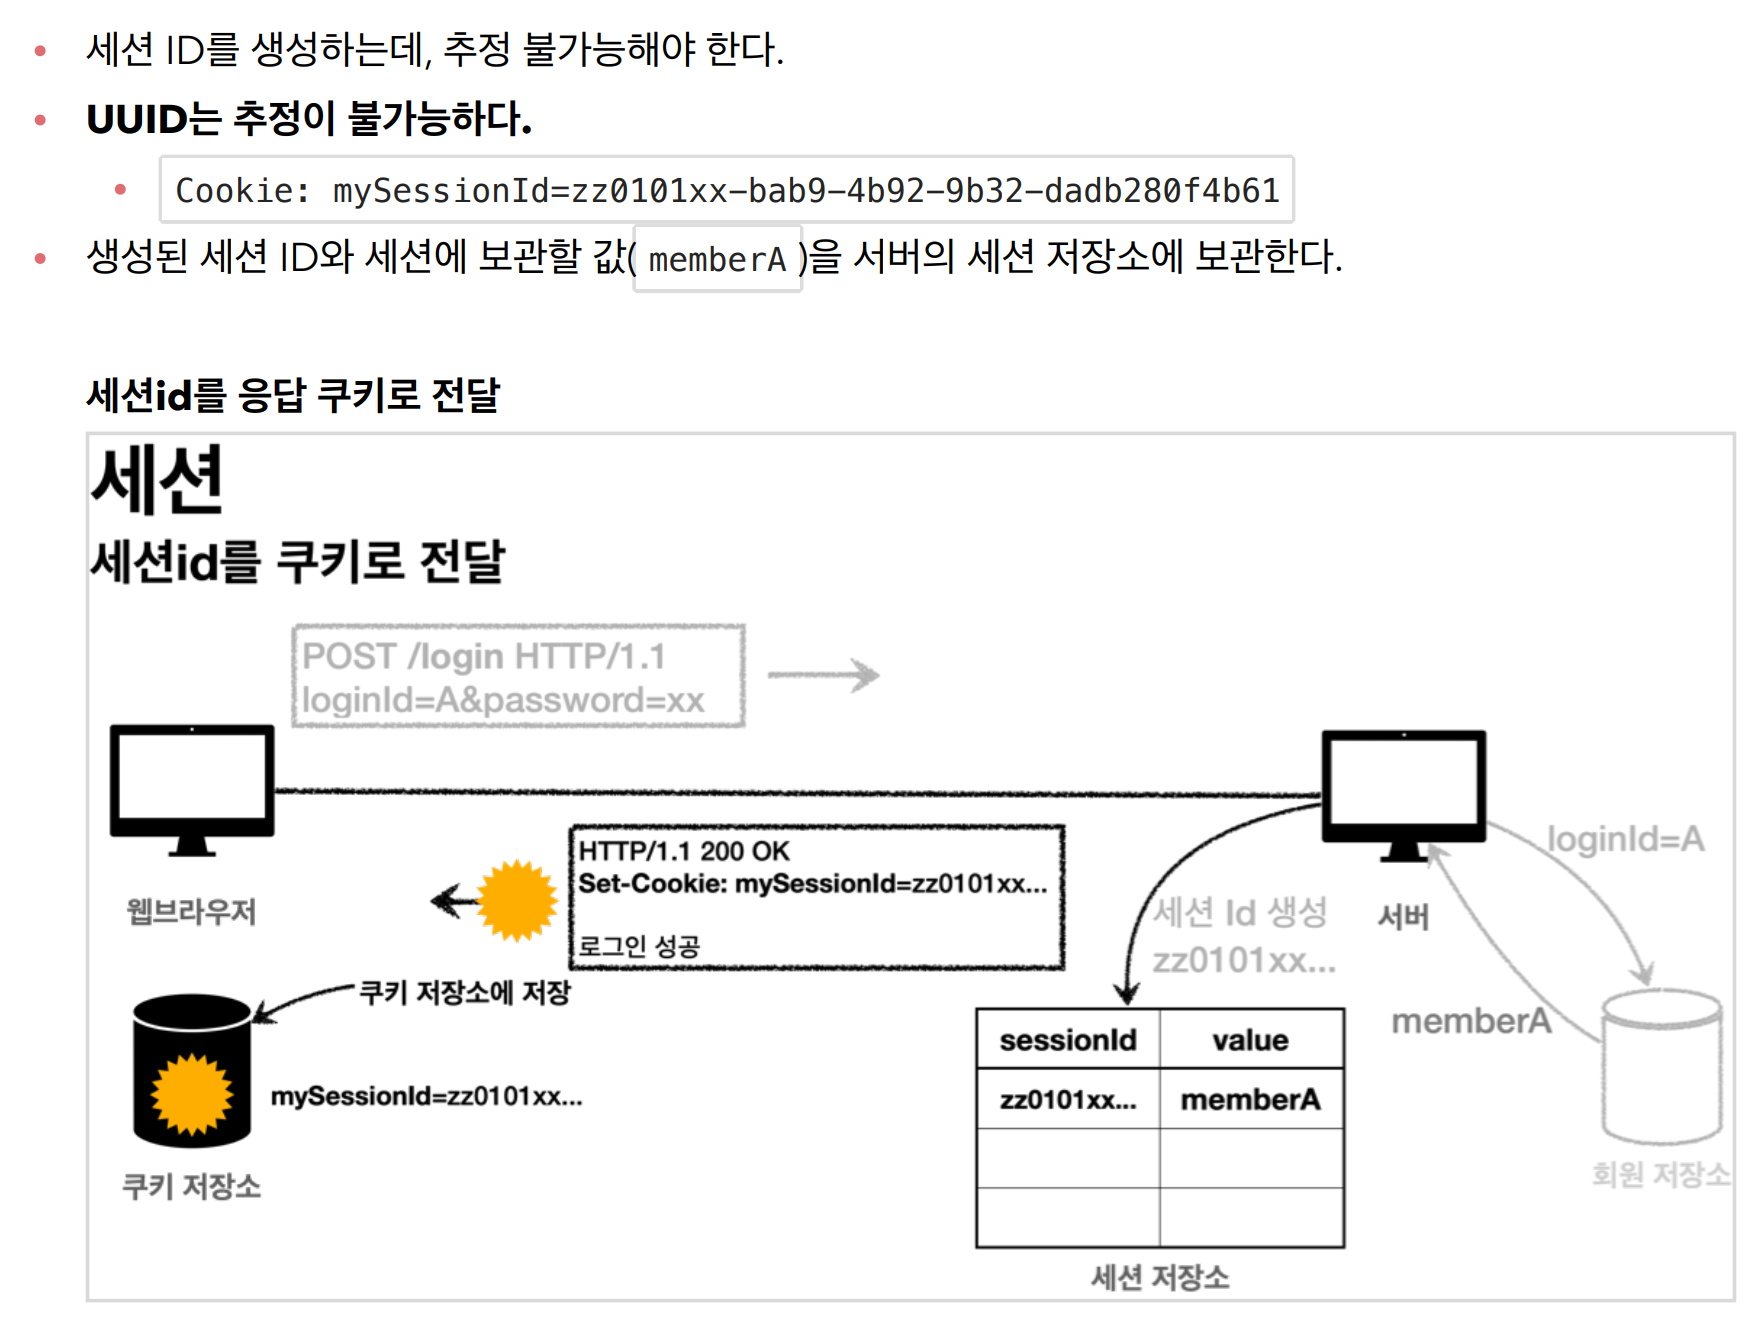 세션 ID를 생성하는데, 추정 불가능해야 한다.
UUID는 추정이 불가능하다.
Cookie: mySessionId=zz0101xx-bab9-4b92-9b32-dadb280f4b61
생성된 세션 ID와 세션에 보관할 값( memberA )을 서버의 세션 저장소에 보관한다.
세션id를 응답 쿠키로 전달
세션
세션id를 쿠키로 전달
POST /login HTTP/1.1
loginId=A&password=xx
웹브라우저
HTTP/1.1 200 OK
Set-Cookie: mySessionId=zz0101xx...
로그인 성공
쿠키 저장소에 저장
mySessionId=zz0101xx...
쿠키 저장소
세션 Id 생성
zz0101xx...
서버
loginId=A
memberA
회원 저장소
sessionId value
zz0101xx... memberA
세션 저장소